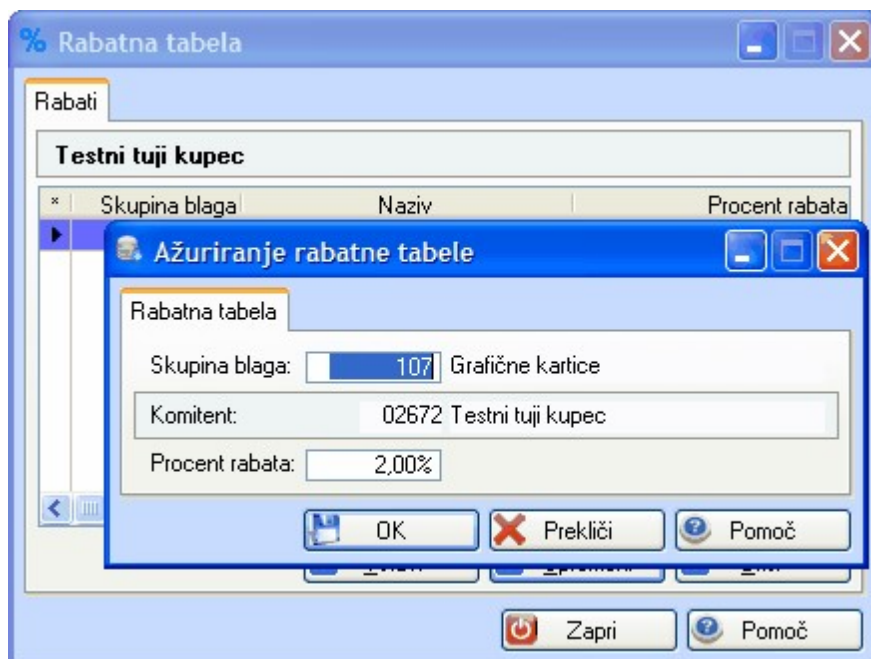 Rabatna tabela
Rabati
Testni tuji kupec
* Skupina blaga Naziv Procent rabata
Ažuriranje rabatne tabele
Rabatna tabela
Skupina blaga: 107 Grafične kartice
Komitent: 02672 Testni tuji kupec
Procent rabata: 2,00%
OK Prekliči Pomoč
Zapri Pomoč